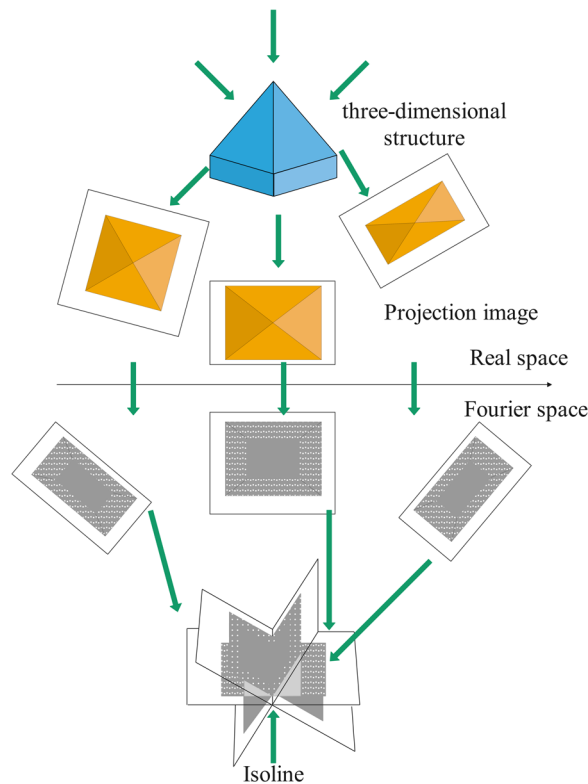 three-dimensional
structure
Projection image
Real space
Fourier space
Isoline